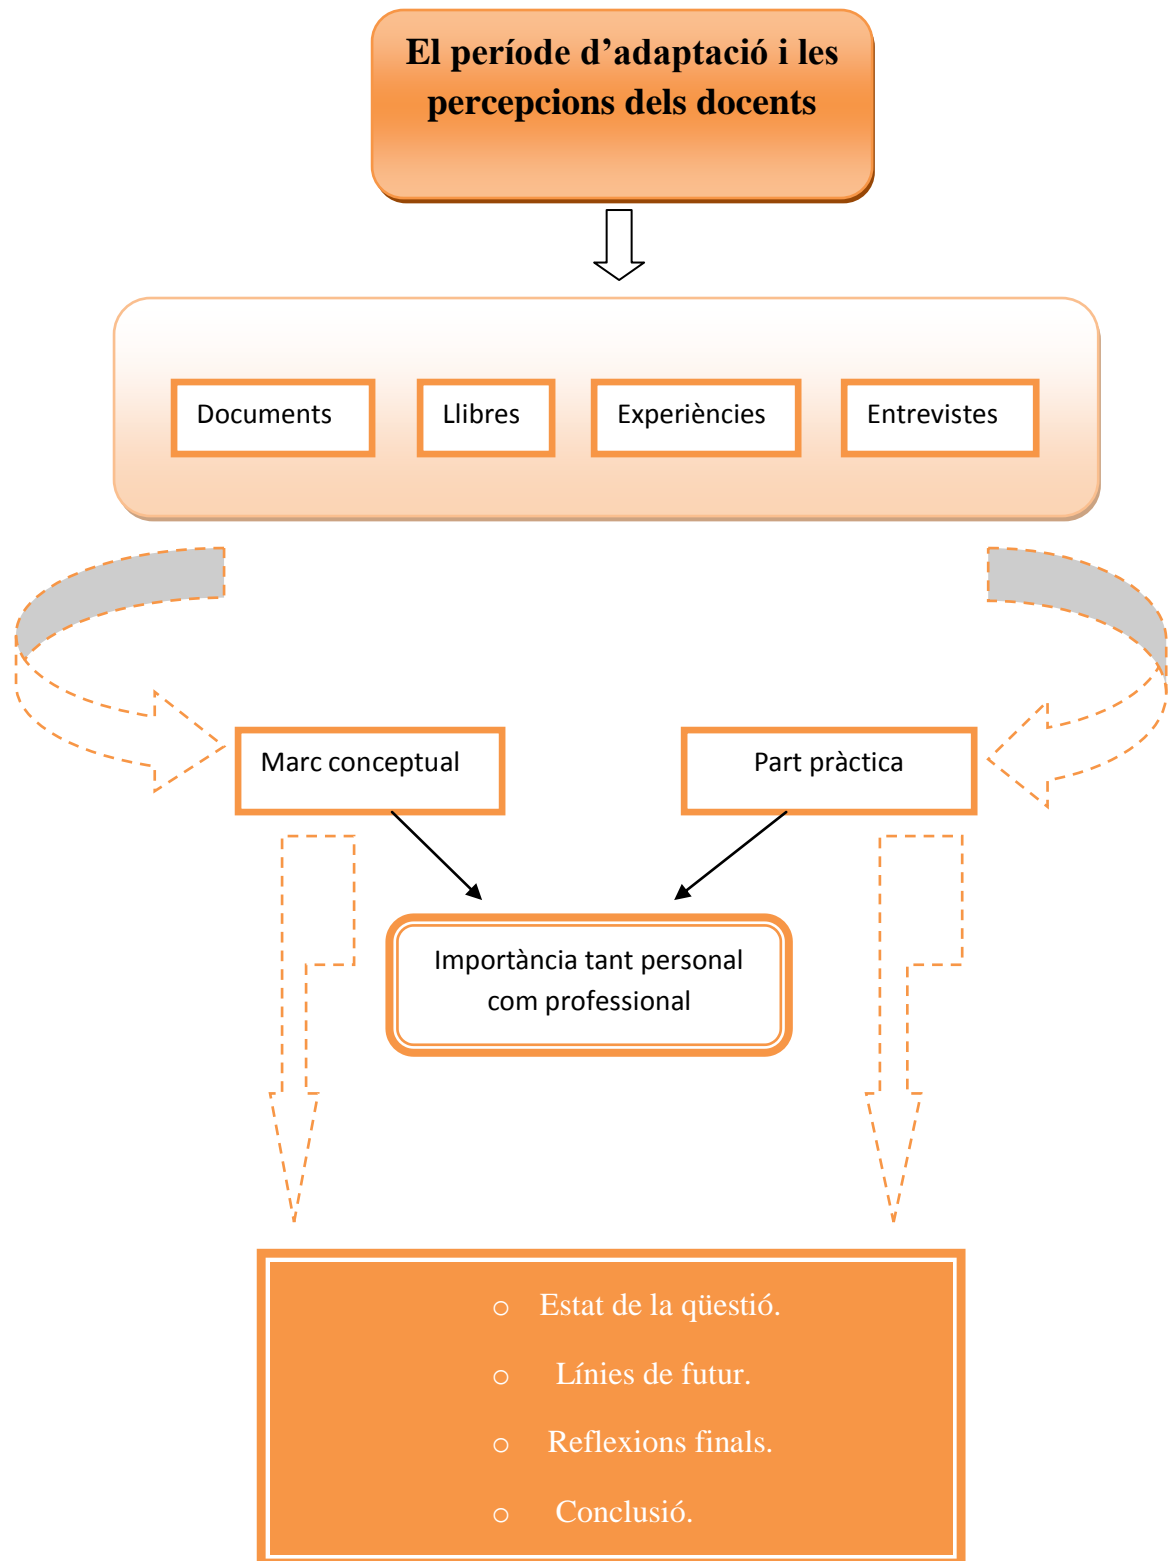 El període d’adaptació i les
percepcions dels docents
Documents
Llibres
Experiències
Entrevistes
Marc conceptual
Part pràctica
Importància tant personal
com professional
o Estat de la qüestió.
o Línies de futur.
o Reflexions finals.
o Conclusió.